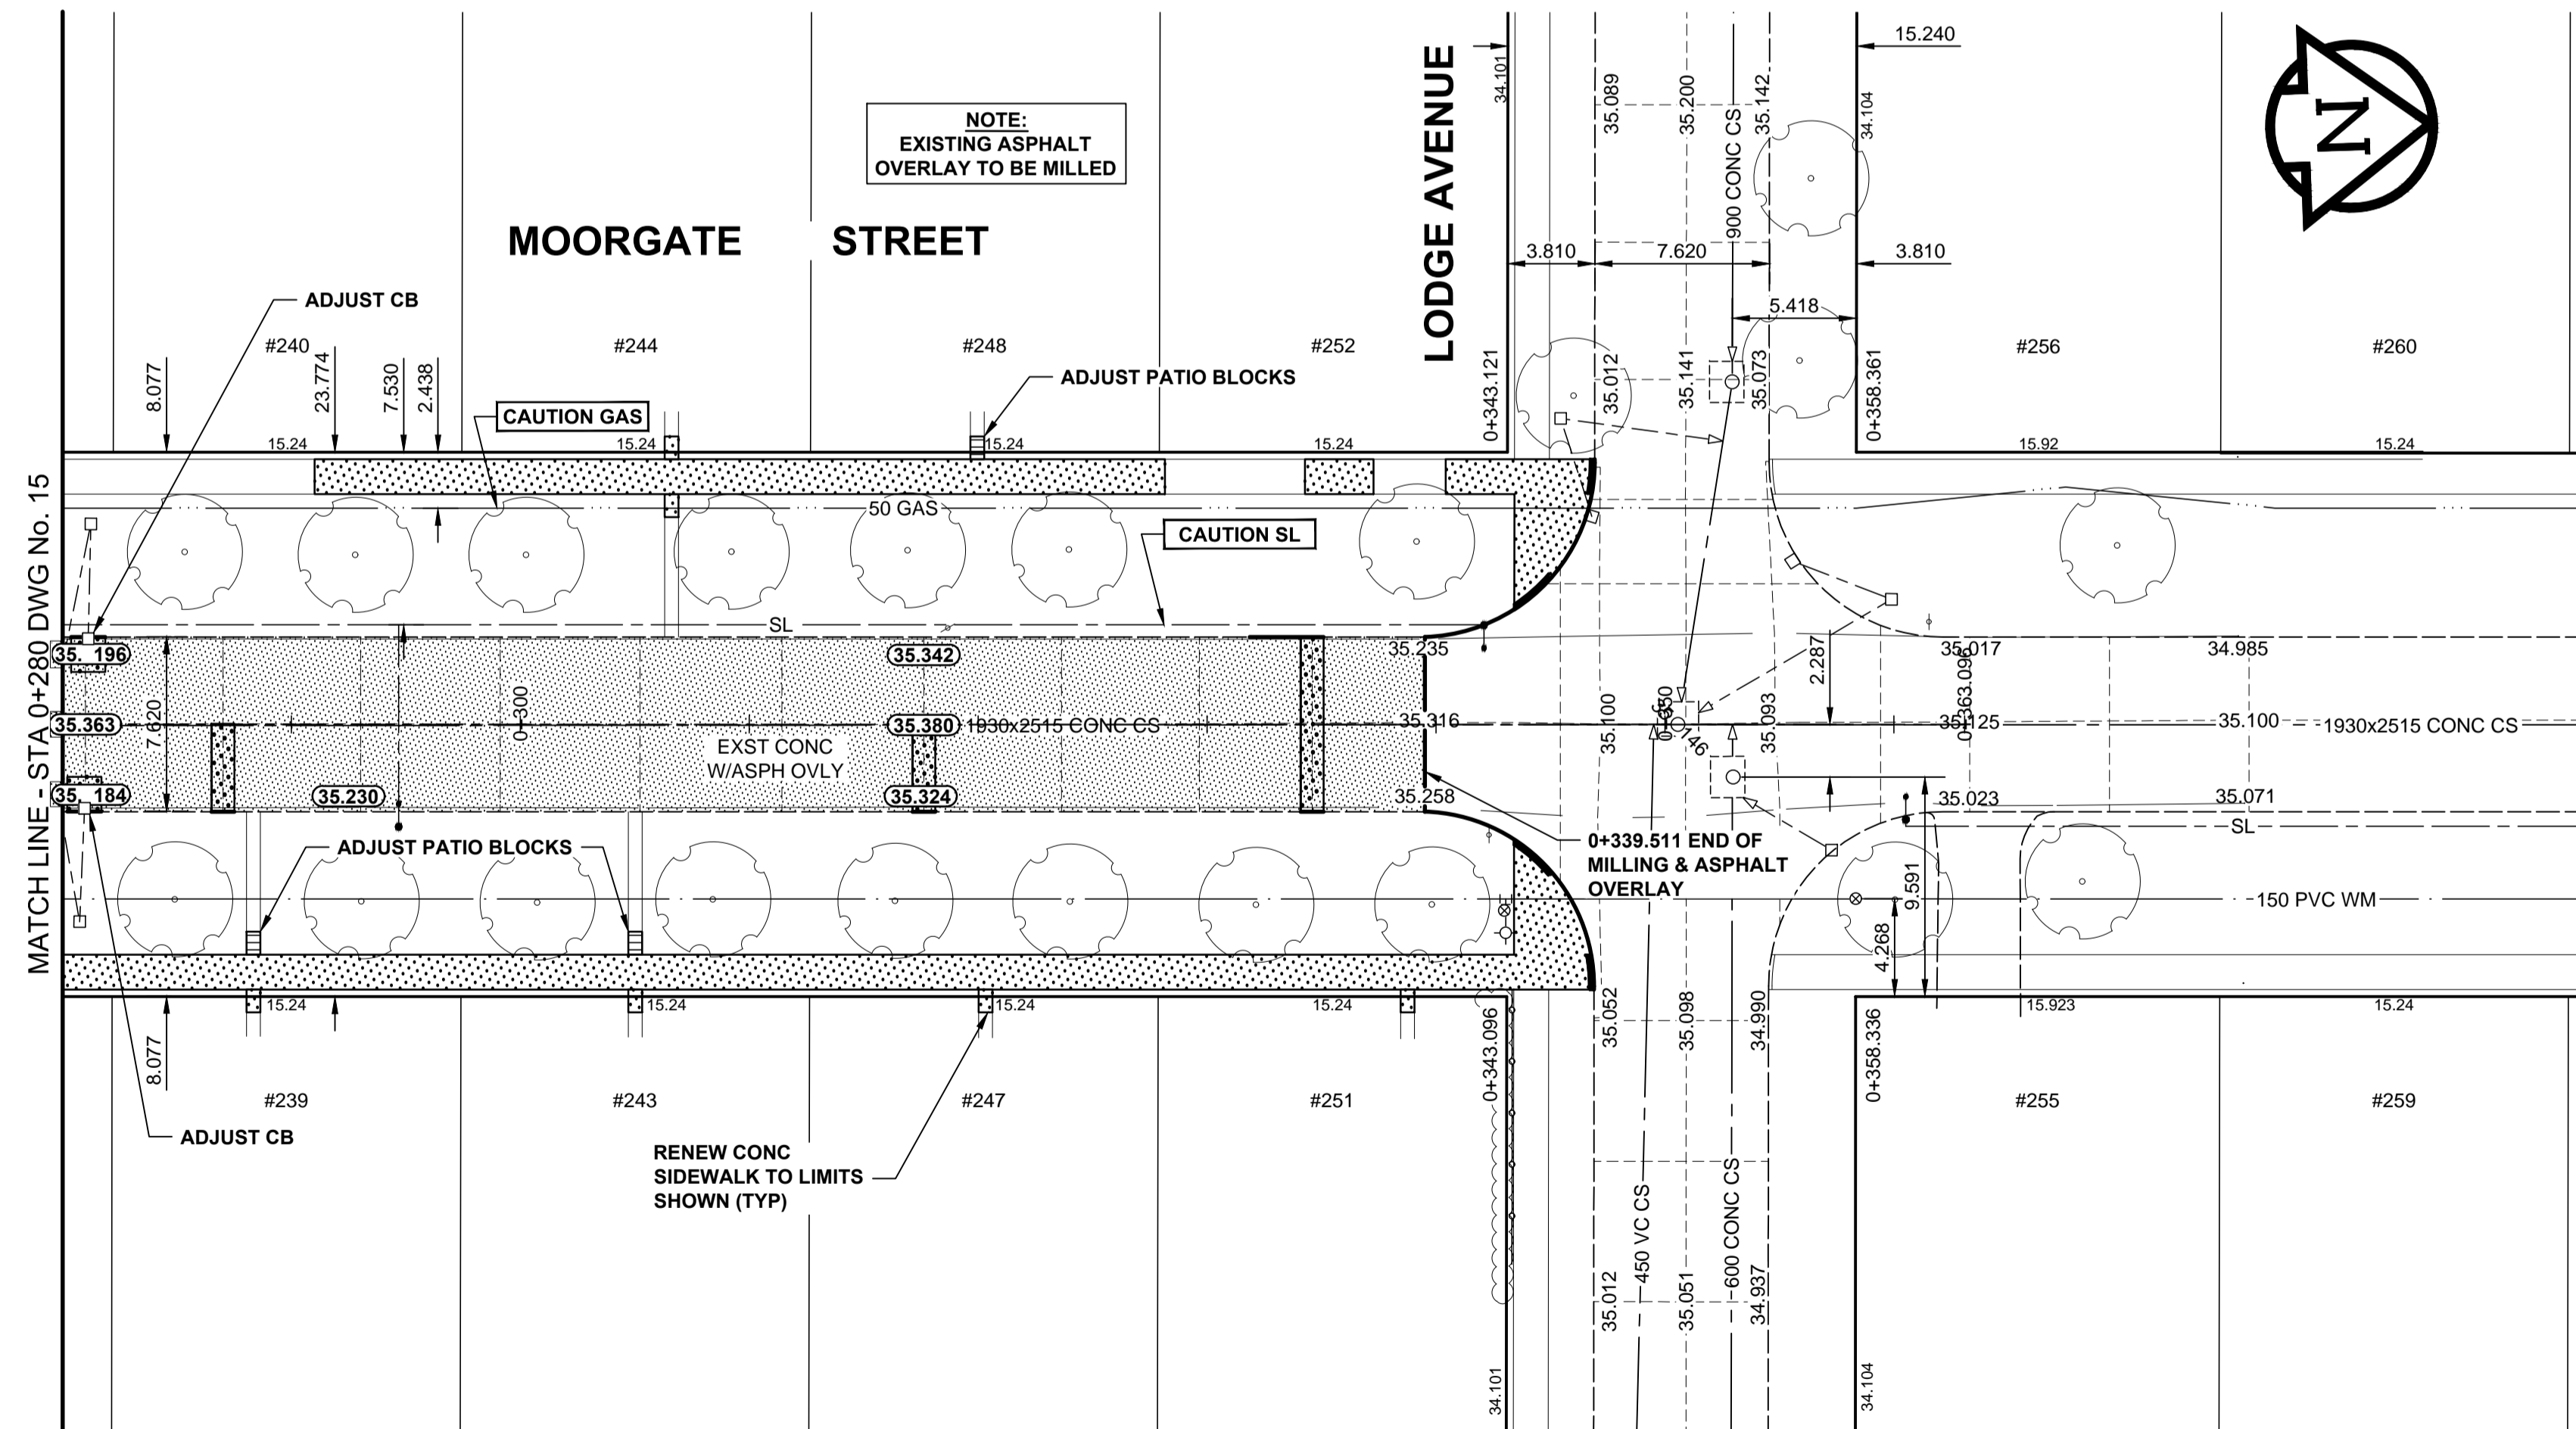 15.240
34.101
35.089
35.200
900 CONC CS
35.142
34.104
N
NOTE:
EXISTING ASPHALT
OVERLAY TO BE MILLED
LODGE AVENUE
MOORGATE STREET
3.810
7.620
3.810
ADJUST CB
5.418
#240
#244
#248
#252
#256
#260
8.077
23.774
7.530
2.438
ADJUST PATIO BLOCKS
0+343.121
35.012
35.141
35.073
0+358.361
CAUTION GAS
15.24
15.24
15.24
15.24
15.92
15.24
MATCH LINE - STA 0+280 DWG No. 15
50 GAS
CAUTION SL
SL
35. 196
35.342
35.235
35.017
34.985
2.287
0+363.096
35.363
7.620
0+300
35.380
1930x2515 CONC CS
35.316
35.100
146
35.093
35.125
35.100
1930x2515 CONC CS
EXST CONC
W/ASPH OVLY
35. 184
35.230
35.324
35.258
35.023
35.071
SL
ADJUST PATIO BLOCKS
0+339.511 END OF
MILLING & ASPHALT
OVERLAY
9.591
4.268
150 PVC WM
15.24
15.24
15.24
15.24
15.923
15.24
8.077
0+343.096
35.052
35.098
34.990
0+358.336
#239
#243
#247
#251
#255
#259
ADJUST CB
RENEW CONC
SIDEWALK TO LIMITS
SHOWN (TYP)
450 VC CS
600 CONC CS
35.012
35.051
34.937
34.101
34.104